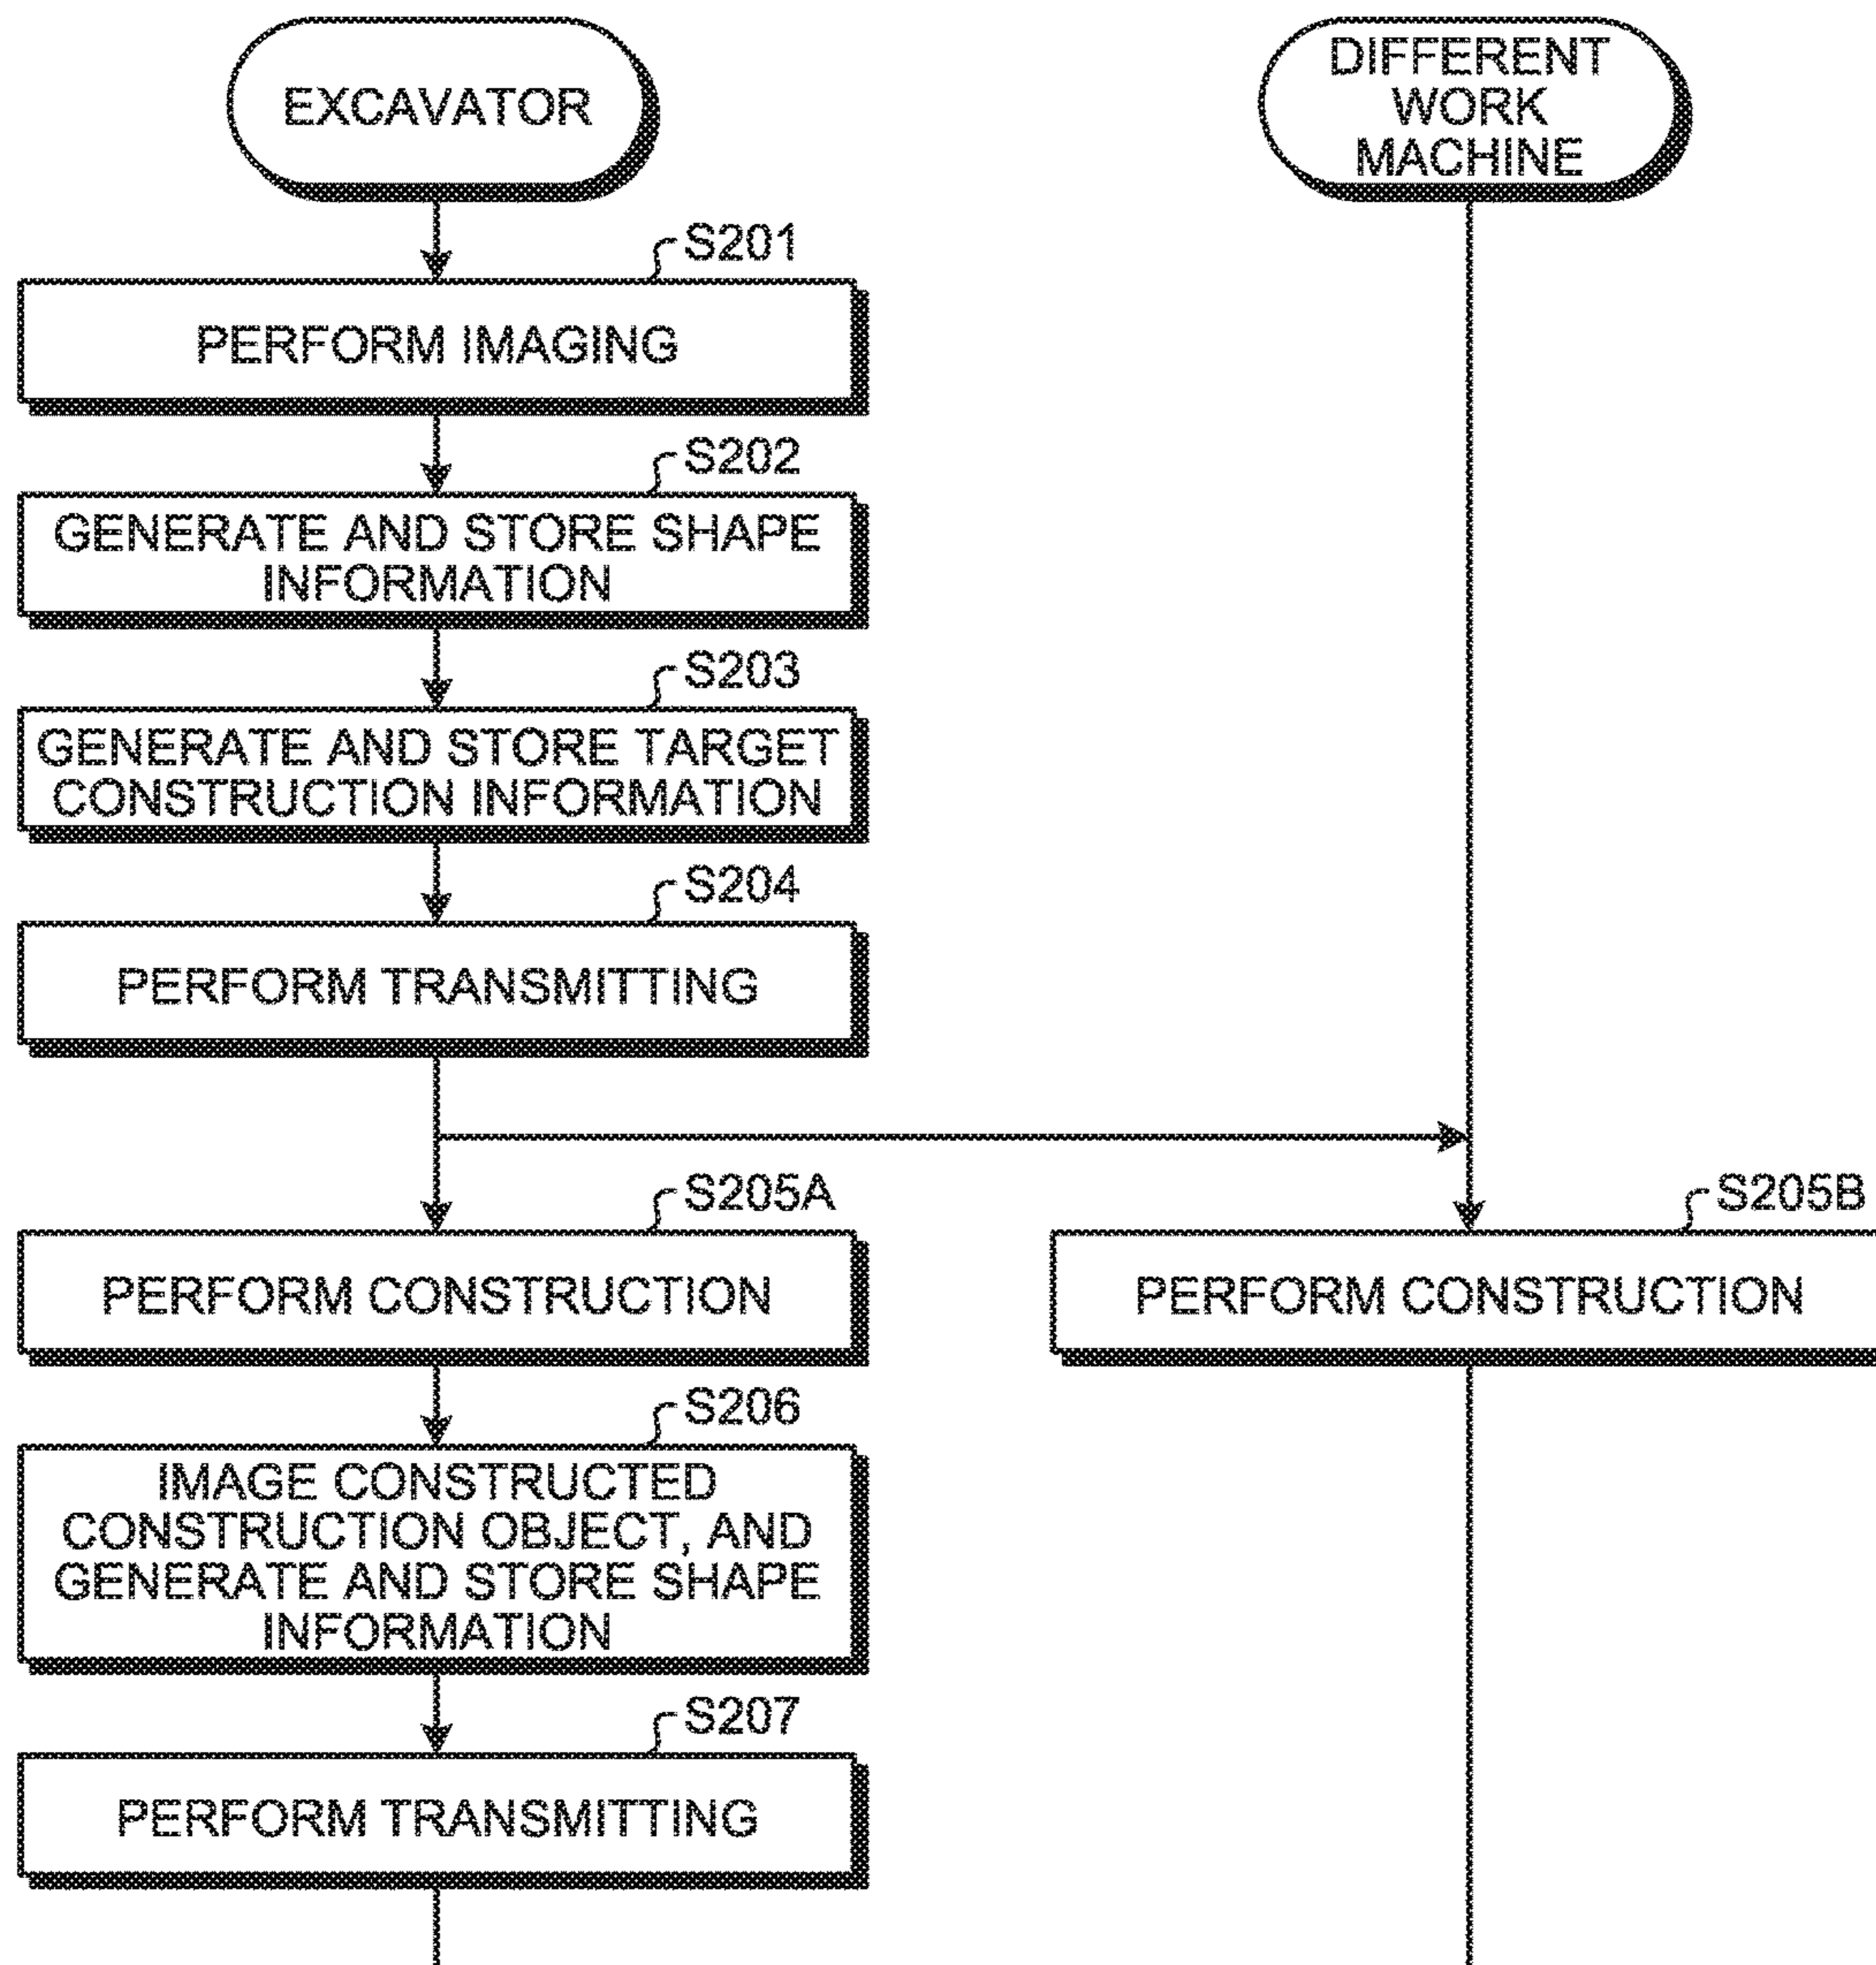 EXCAVATOR
DIFFERENT
WORK
MACHINE
S201
PERFORM IMAGING
S202
GENERATE AND STORE SHAPE
INFORMATION
S203
GENERATE AND STORE TARGET
CONSTRUCTION INFORMATION
S204
PERFORM TRANSMITTING
S205A
PERFORM CONSTRUCTION
S205B
PERFORM CONSTRUCTION
S206
IMAGE CONSTRUCTED
CONSTRUCTION OBJECT, AND
GENERATE AND STORE SHAPE
INFORMATION
S207
PERFORM TRANSMITTING